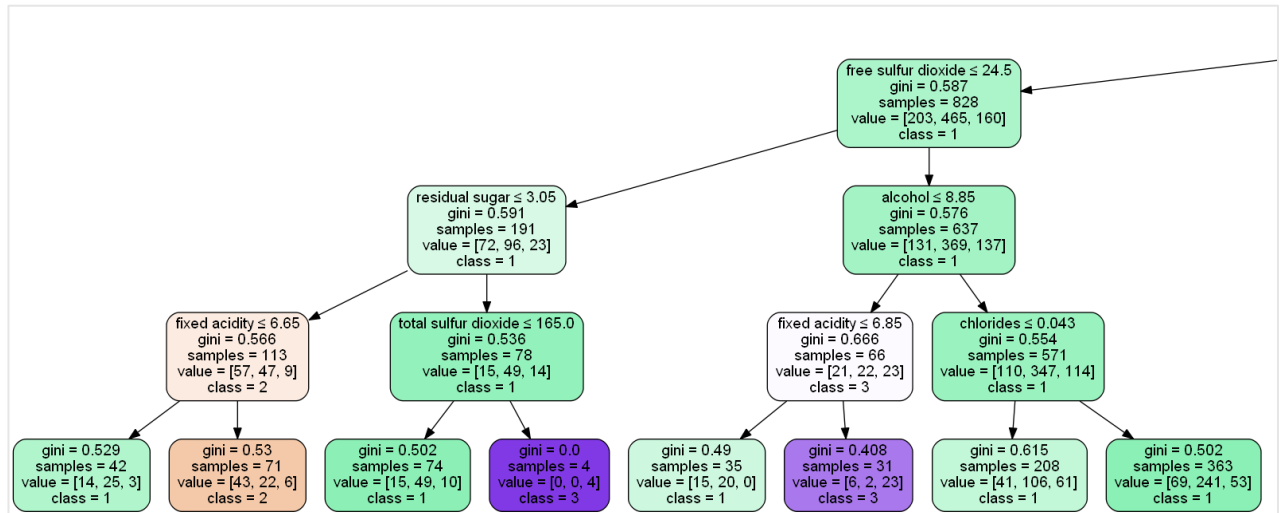 free sulfur dioxide ≤ 24.5
gini = 0.587
samples = 828
value = [203, 465, 160]
class = 1
residual sugar ≤ 3.05
gini = 0.591
samples = 191
value = [72, 96, 23]
class = 1
alcohol ≤ 8.85
gini = 0.576
samples = 637
value = [131, 369, 137]
class = 1
fixed acidity ≤ 6.65
gini = 0.566
samples = 113
value = [57, 47, 9]
class = 2
total sulfur dioxide ≤ 165.0
gini = 0.536
samples = 78
value = [15, 49, 14]
class = 1
fixed acidity ≤ 6.85
gini = 0.666
samples = 66
value = [21, 22, 23]
class = 3
chlorides ≤ 0.043
gini = 0.554
samples = 571
value = [110, 347, 114]
class = 1
gini = 0.529
samples = 42
value = [14, 25, 3]
class = 1
gini = 0.53
samples = 71
value = [43, 22, 6]
class = 2
gini = 0.502
samples = 74
value = [15, 49, 10]
class = 1
gini = 0.0
samples = 4
value = [0, 0, 4]
class = 3
gini = 0.49
samples = 35
value = [15, 20, 0]
class = 1
gini = 0.408
samples = 31
value = [6, 2, 23]
class = 3
gini = 0.615
samples = 208
value = [41, 106, 61]
class = 1
gini = 0.502
samples = 363
value = [69, 241, 53]
class = 1